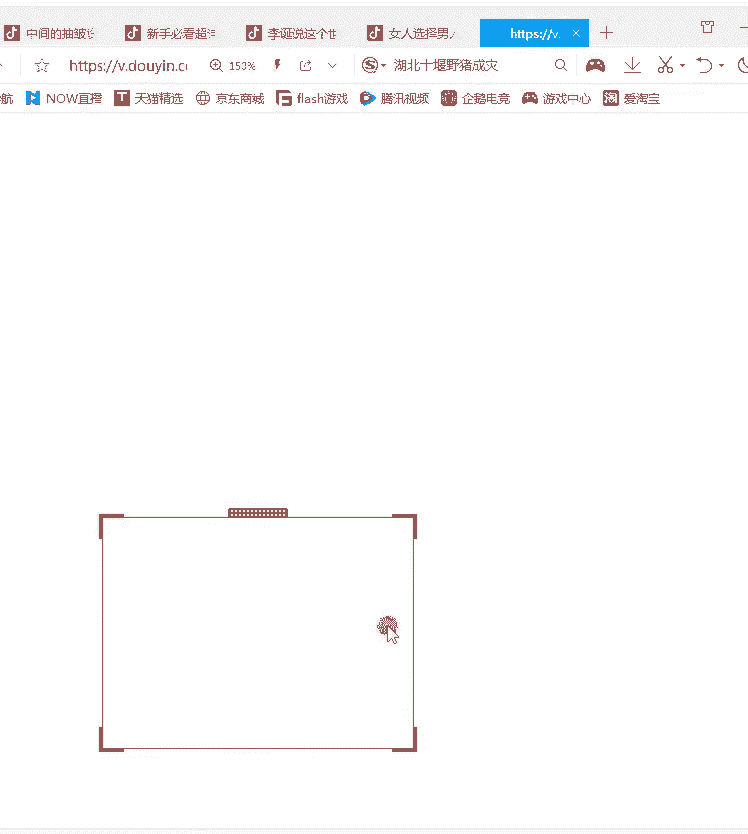 中间的抽皱 新手必看超 李诞说这个 女人选择男人 https://v.
https://v.douyin.c 153% 湖北十堰野猪成灾
航 NOW直播 天猫精选 京东商城 flash游戏 腾讯视频 企鹅电竞 游戏中心 爱淘宝